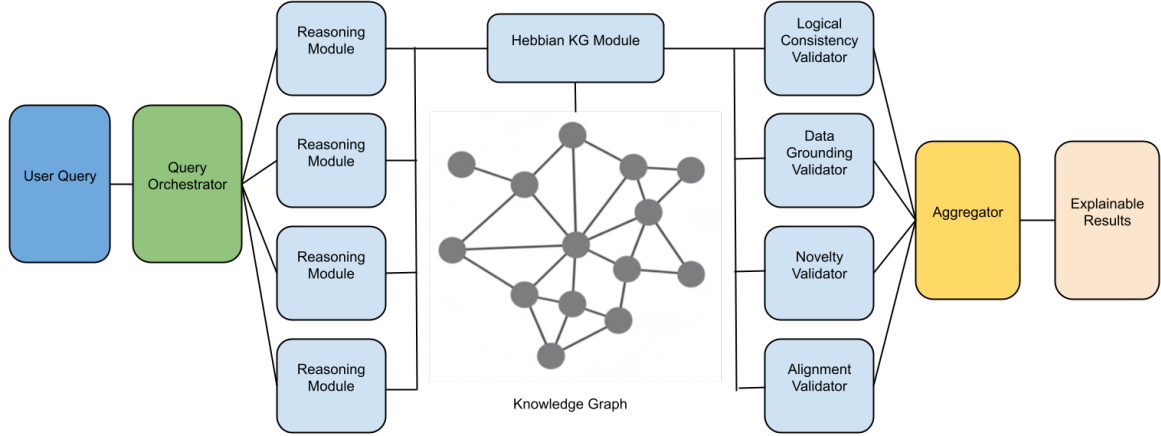 User Query
Query
Orchestrator
Reasoning
Module
Reasoning
Module
Reasoning
Module
Reasoning
Module
Hebbian KG Module
Knowledge Graph
Logical
Consistency
Validator
Data
Grounding
Validator
Novelty
Validator
Alignment
Validator
Aggregator
Explainable
Results